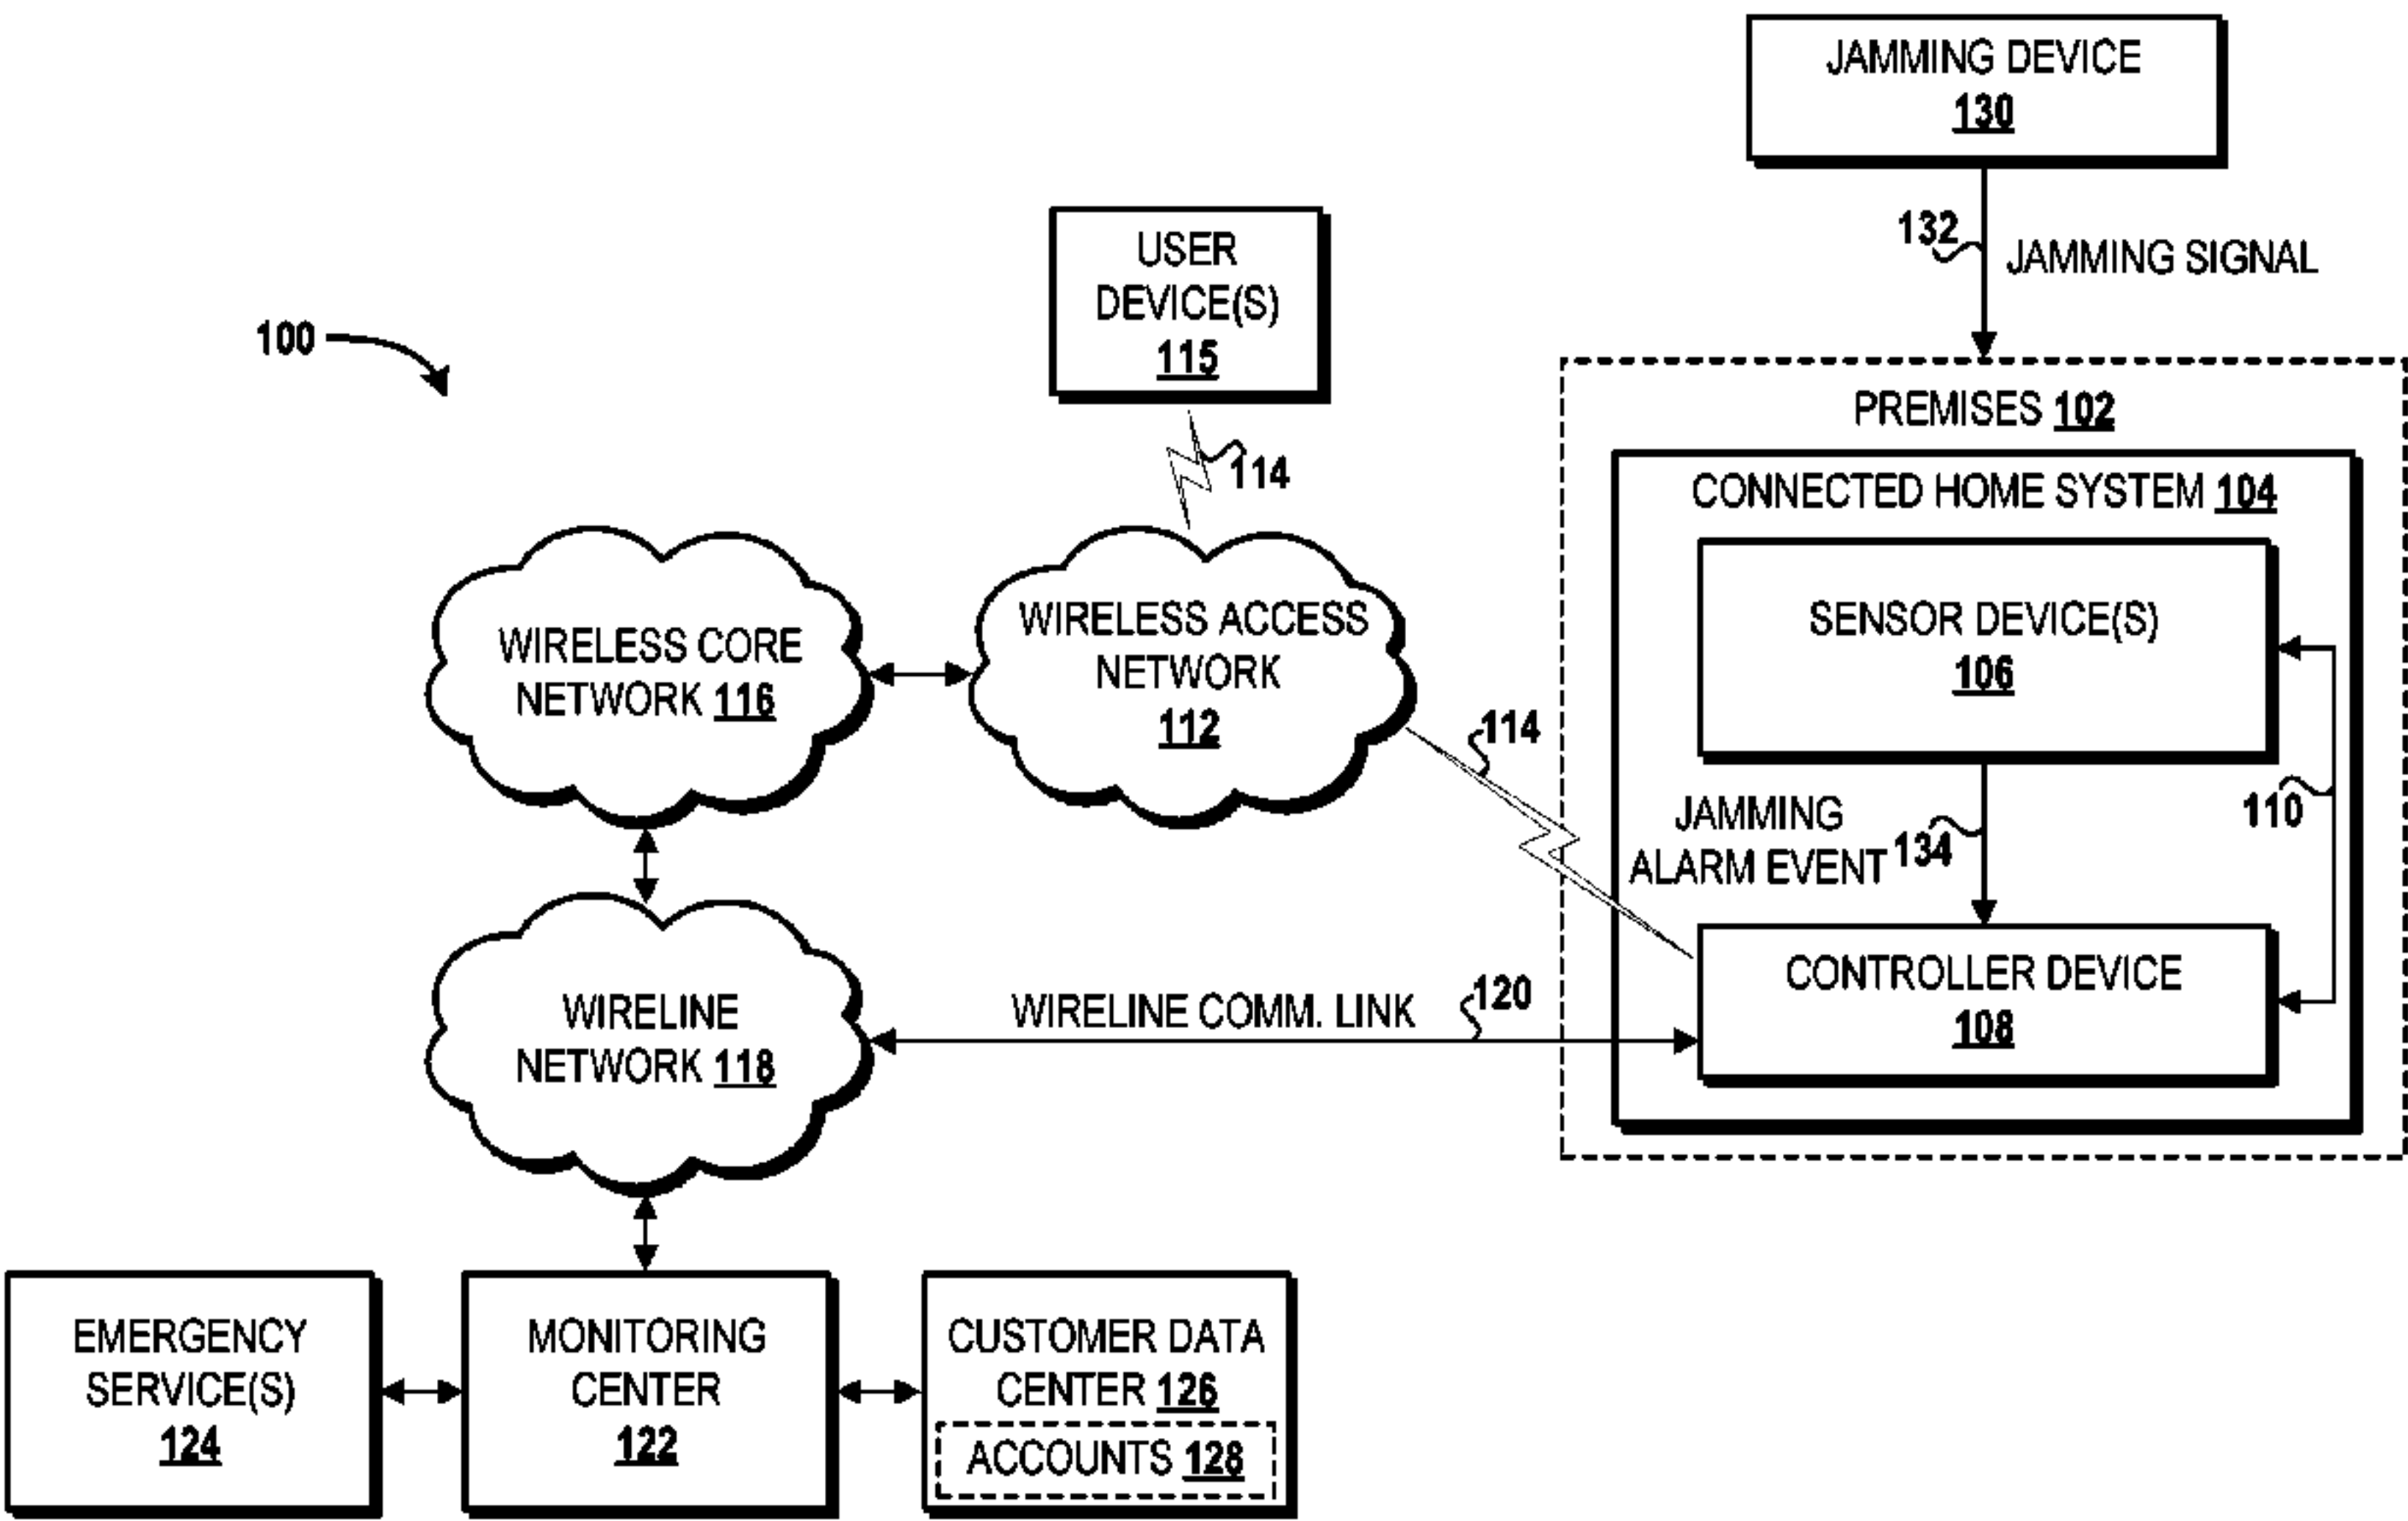 JAMMING DEVICE
130
132
JAMMING SIGNAL
USER
DEVICE(S)
115
100
114
PREMISES 102
CONNECTED HOME SYSTEM 104
SENSOR DEVICE(S)
106
WIRELESS CORE
NETWORK 116
WIRELESS ACCESS
NETWORK
112
114
110
JAMMING
ALARM EVENT
134
CONTROLLER DEVICE
108
WIRELINE
NETWORK 118
WIRELINE COMM. LINK
120
EMERGENCY
SERVICE(S)
124
MONITORING
CENTER
122
CUSTOMER DATA
CENTER 126
ACCOUNTS 128